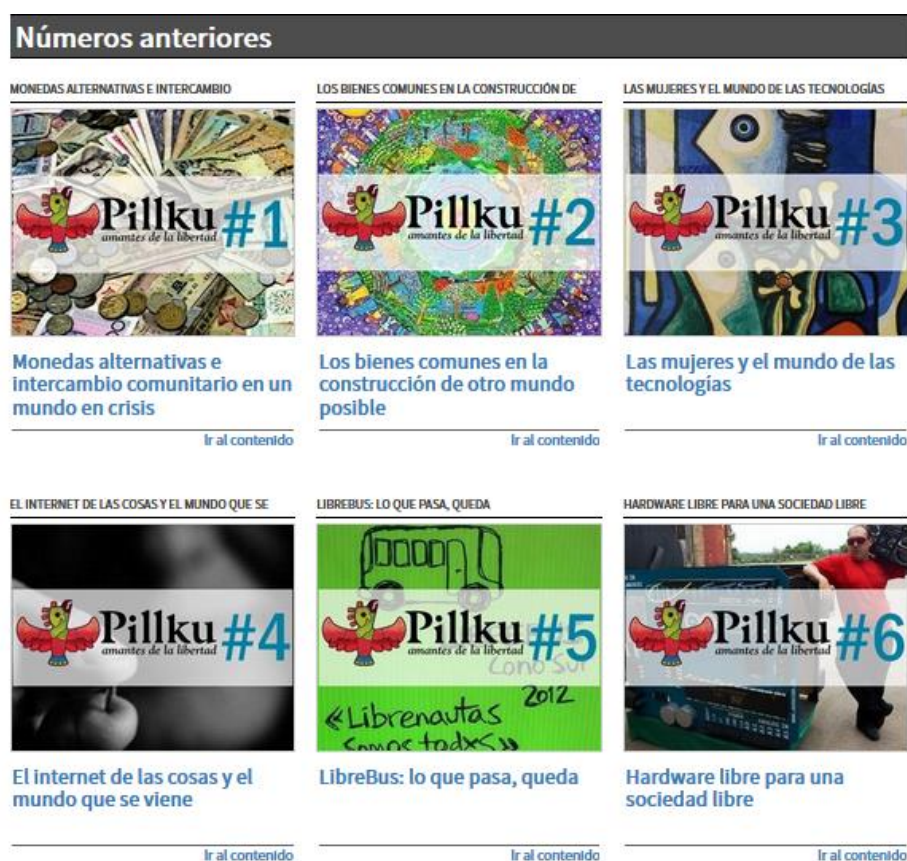 Números anteriores
MONEDAS ALTERNATIVAS E INTERCAMBIO
LOS BIENES COMUNES EN LA CONSTRUCCIÓN DE
LAS MUJERES Y EL MUNDO DE LAS TECNOLOGÍAS
Pillku #1
amantes de la libertad
Pillku #2
amantes de la libertad
Pillku #3
amantes de la libertad
Monedas alternativas e
intercambio comunitario en un
mundo en crisis
Ir al contenido
Los bienes comunes en la
construcción de otro mundo
posible
Ir al contenido
Las mujeres y el mundo de las
tecnologías
Ir al contenido
EL INTERNET DE LAS COSAS Y EL MUNDO QUE SE
LIBREBUS: LO QUE PASA, QUEDA
HARDWARE LIBRE PARA UNA SOCIEDAD LIBRE
Pillku #4
amantes de la libertad
Pillku #5
amantes de la libertad
Cono Sur
2012
«Librenautas
somos todxs»
Pillku #6
amantes de la libertad
El internet de las cosas y el
mundo que se viene
Ir al contenido
LibreBus: lo que pasa, queda
Ir al contenido
Hardware libre para una
sociedad libre
Ir al contenido